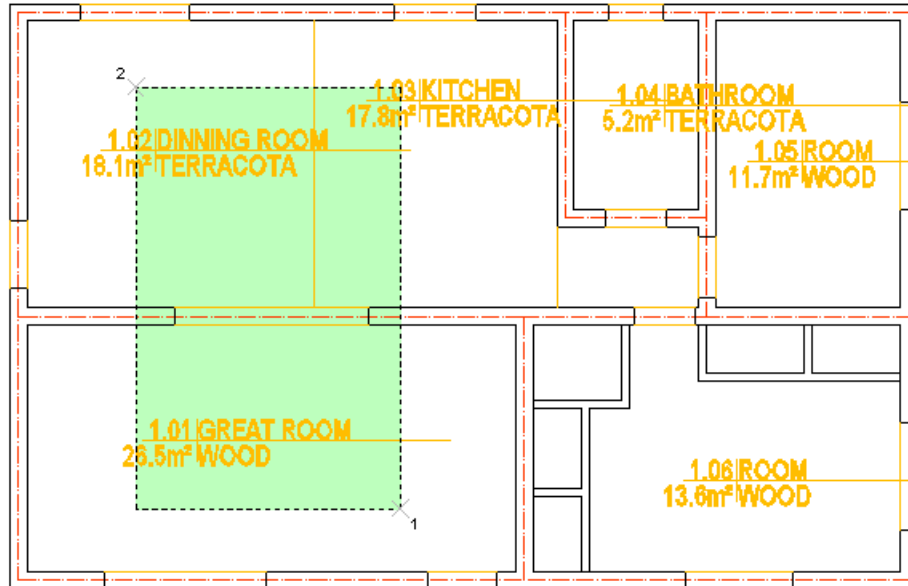 2
1.03 KITCHEN
17.8m² TERRACOTA
1.04 BATHROOM
5.2m² TERRACOTA
1.02 DINNING ROOM
18.1m² TERRACOTA
1.05 ROOM
11.7m² WOOD
1.01 GREAT ROOM
26.5m² WOOD
1.06 ROOM
13.6m² WOOD
1